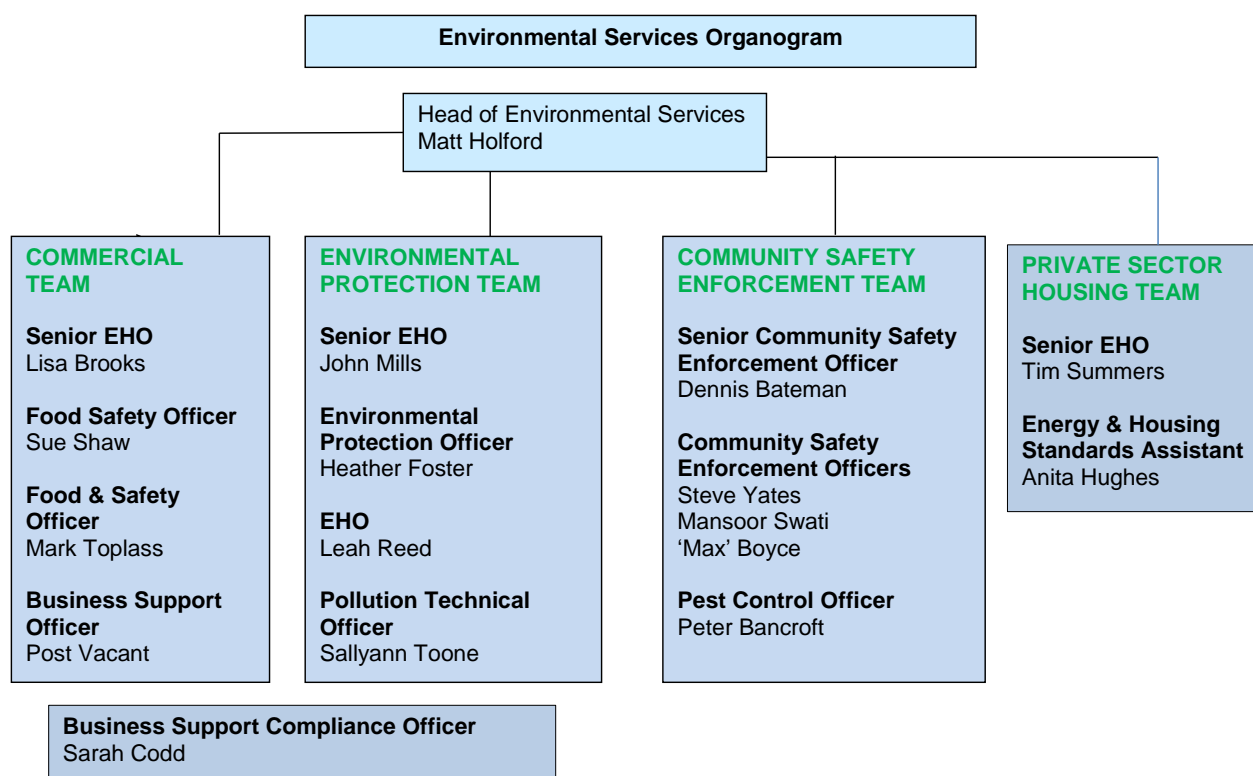 Environmental Services Organogram
Head of Environmental Services
Matt Holford
COMMERCIAL
TEAM
Senior EHO
Lisa Brooks
Food Safety Officer
Sue Shaw
Food & Safety
Officer
Mark Toplass
Business Support
Officer
Post Vacant
ENVIRONMENTAL
PROTECTION TEAM
Senior EHO
John Mills
Environmental
Protection Officer
Heather Foster
EHO
Leah Reed
Pollution Technical
Officer
Sallyann Toone
COMMUNITY SAFETY
ENFORCEMENT TEAM
Senior Community Safety
Enforcement Officer
Dennis Bateman
Community Safety
Enforcement Officers
Steve Yates
Mansoor Swati
‘Max’ Boyce
Pest Control Officer
Peter Bancroft
PRIVATE SECTOR
HOUSING TEAM
Senior EHO
Tim Summers
Energy & Housing
Standards Assistant
Anita Hughes
Business Support Compliance Officer
Sarah Codd